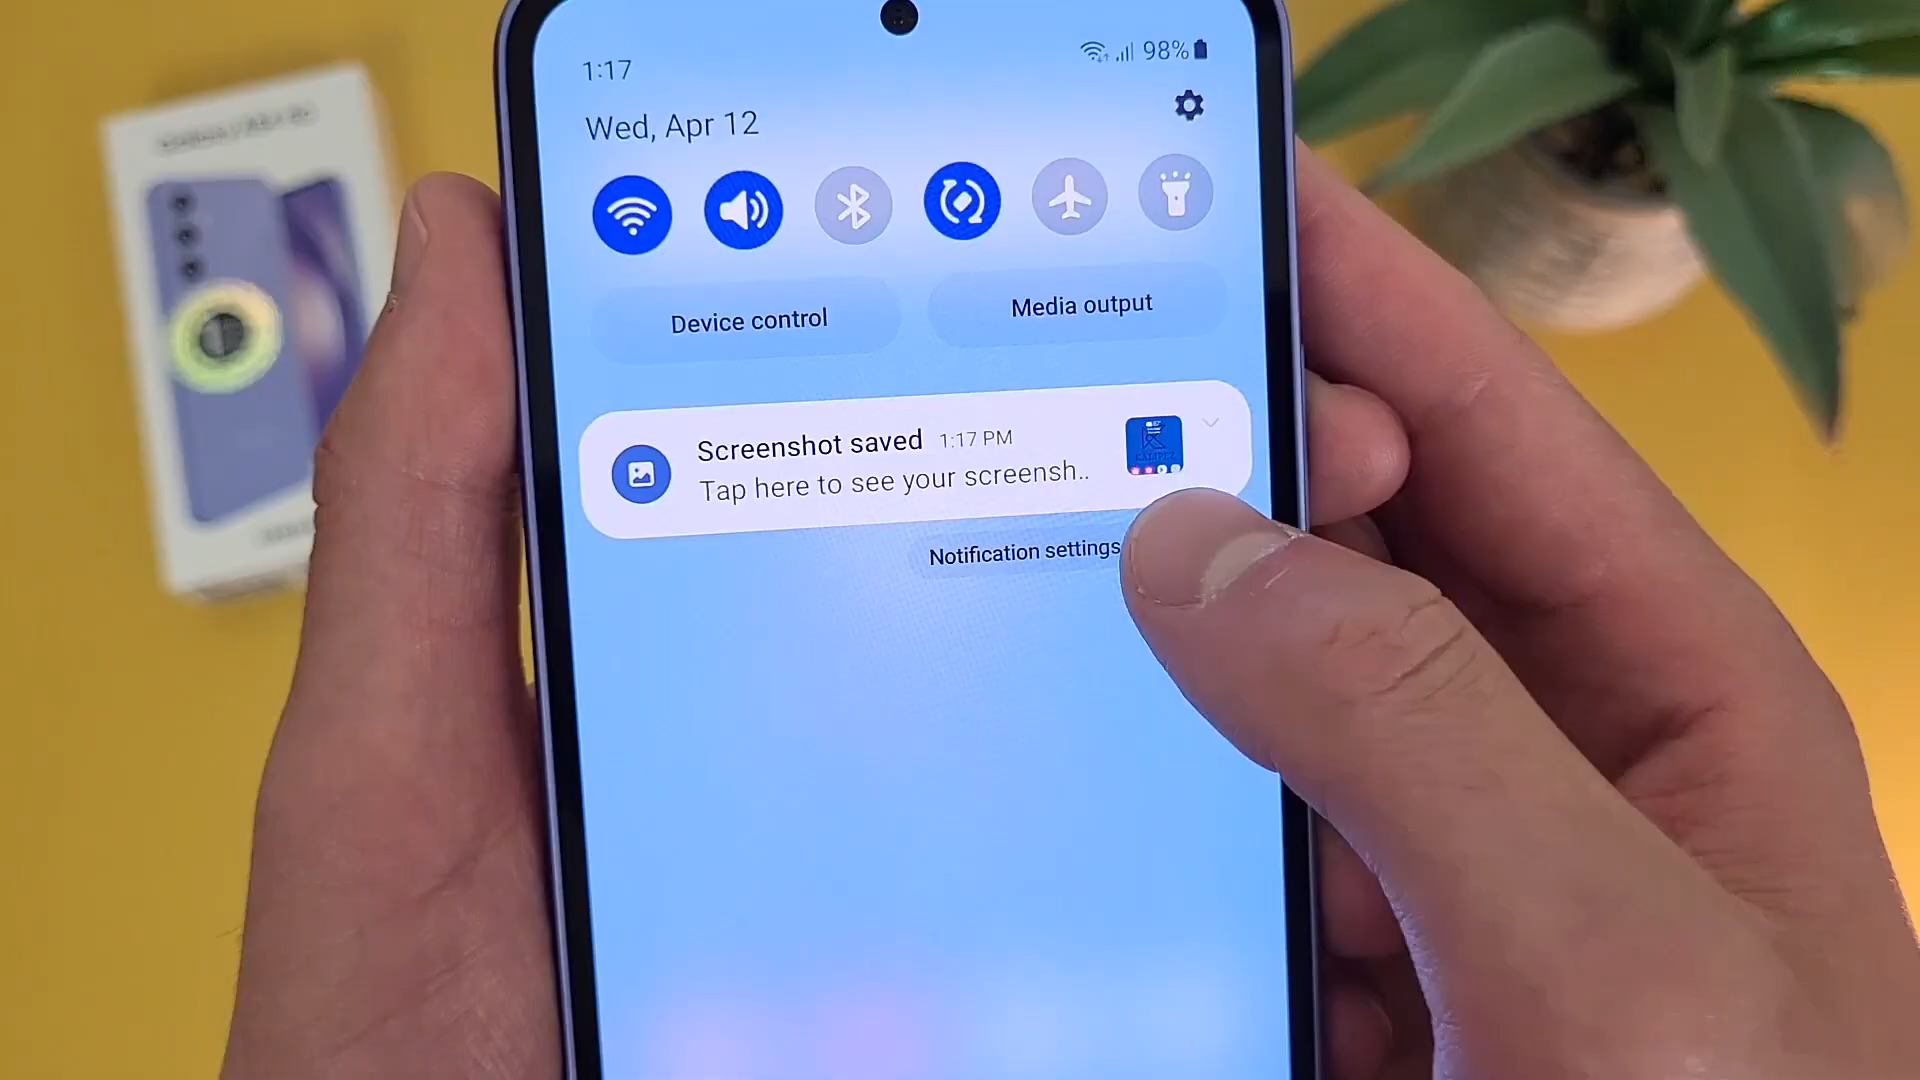 1:17
98%
Wed, Apr 12
Device control
Media output
Screenshot saved 1:17 PM
Tap here to see your screensh..
Notification settings